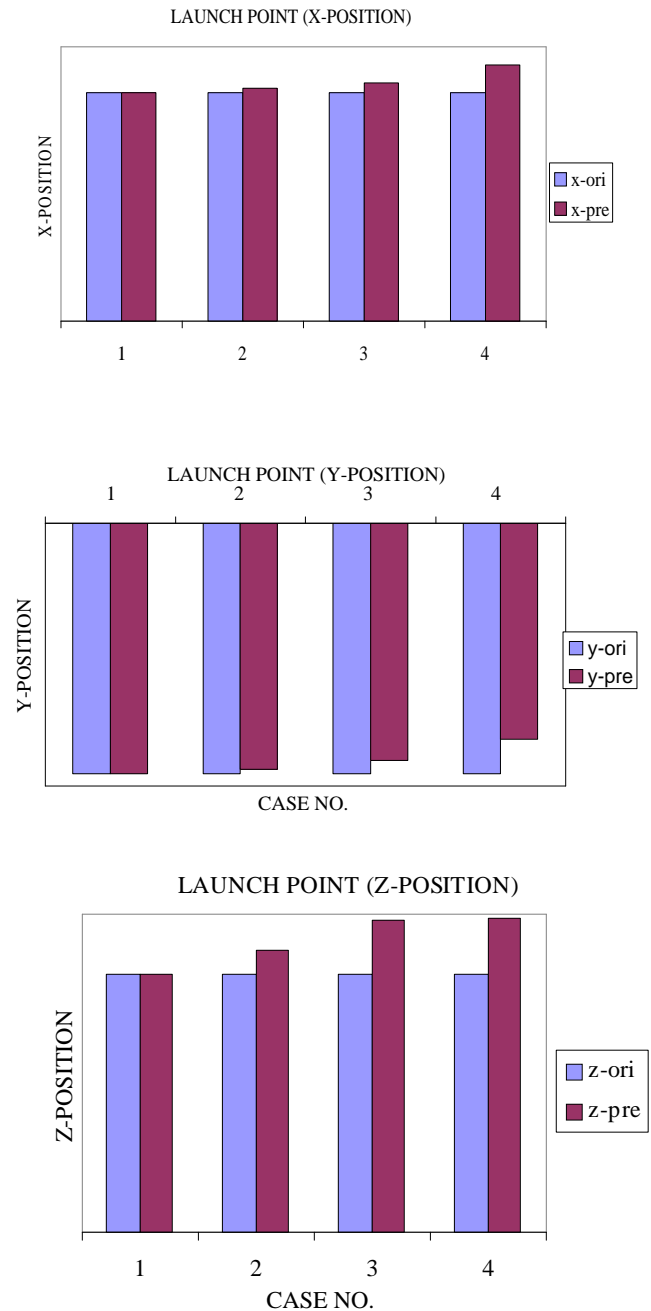 LAUNCH POINT (X-POSITION)
X-POSITION
x-ori
x-pre
1 2 3 4
LAUNCH POINT (Y-POSITION)
1 2 3 4
Y-POSITION
y-ori
y-pre
CASE NO.
LAUNCH POINT (Z-POSITION)
Z-POSITION
z-ori
z-pre
1 2 3 4
CASE NO.